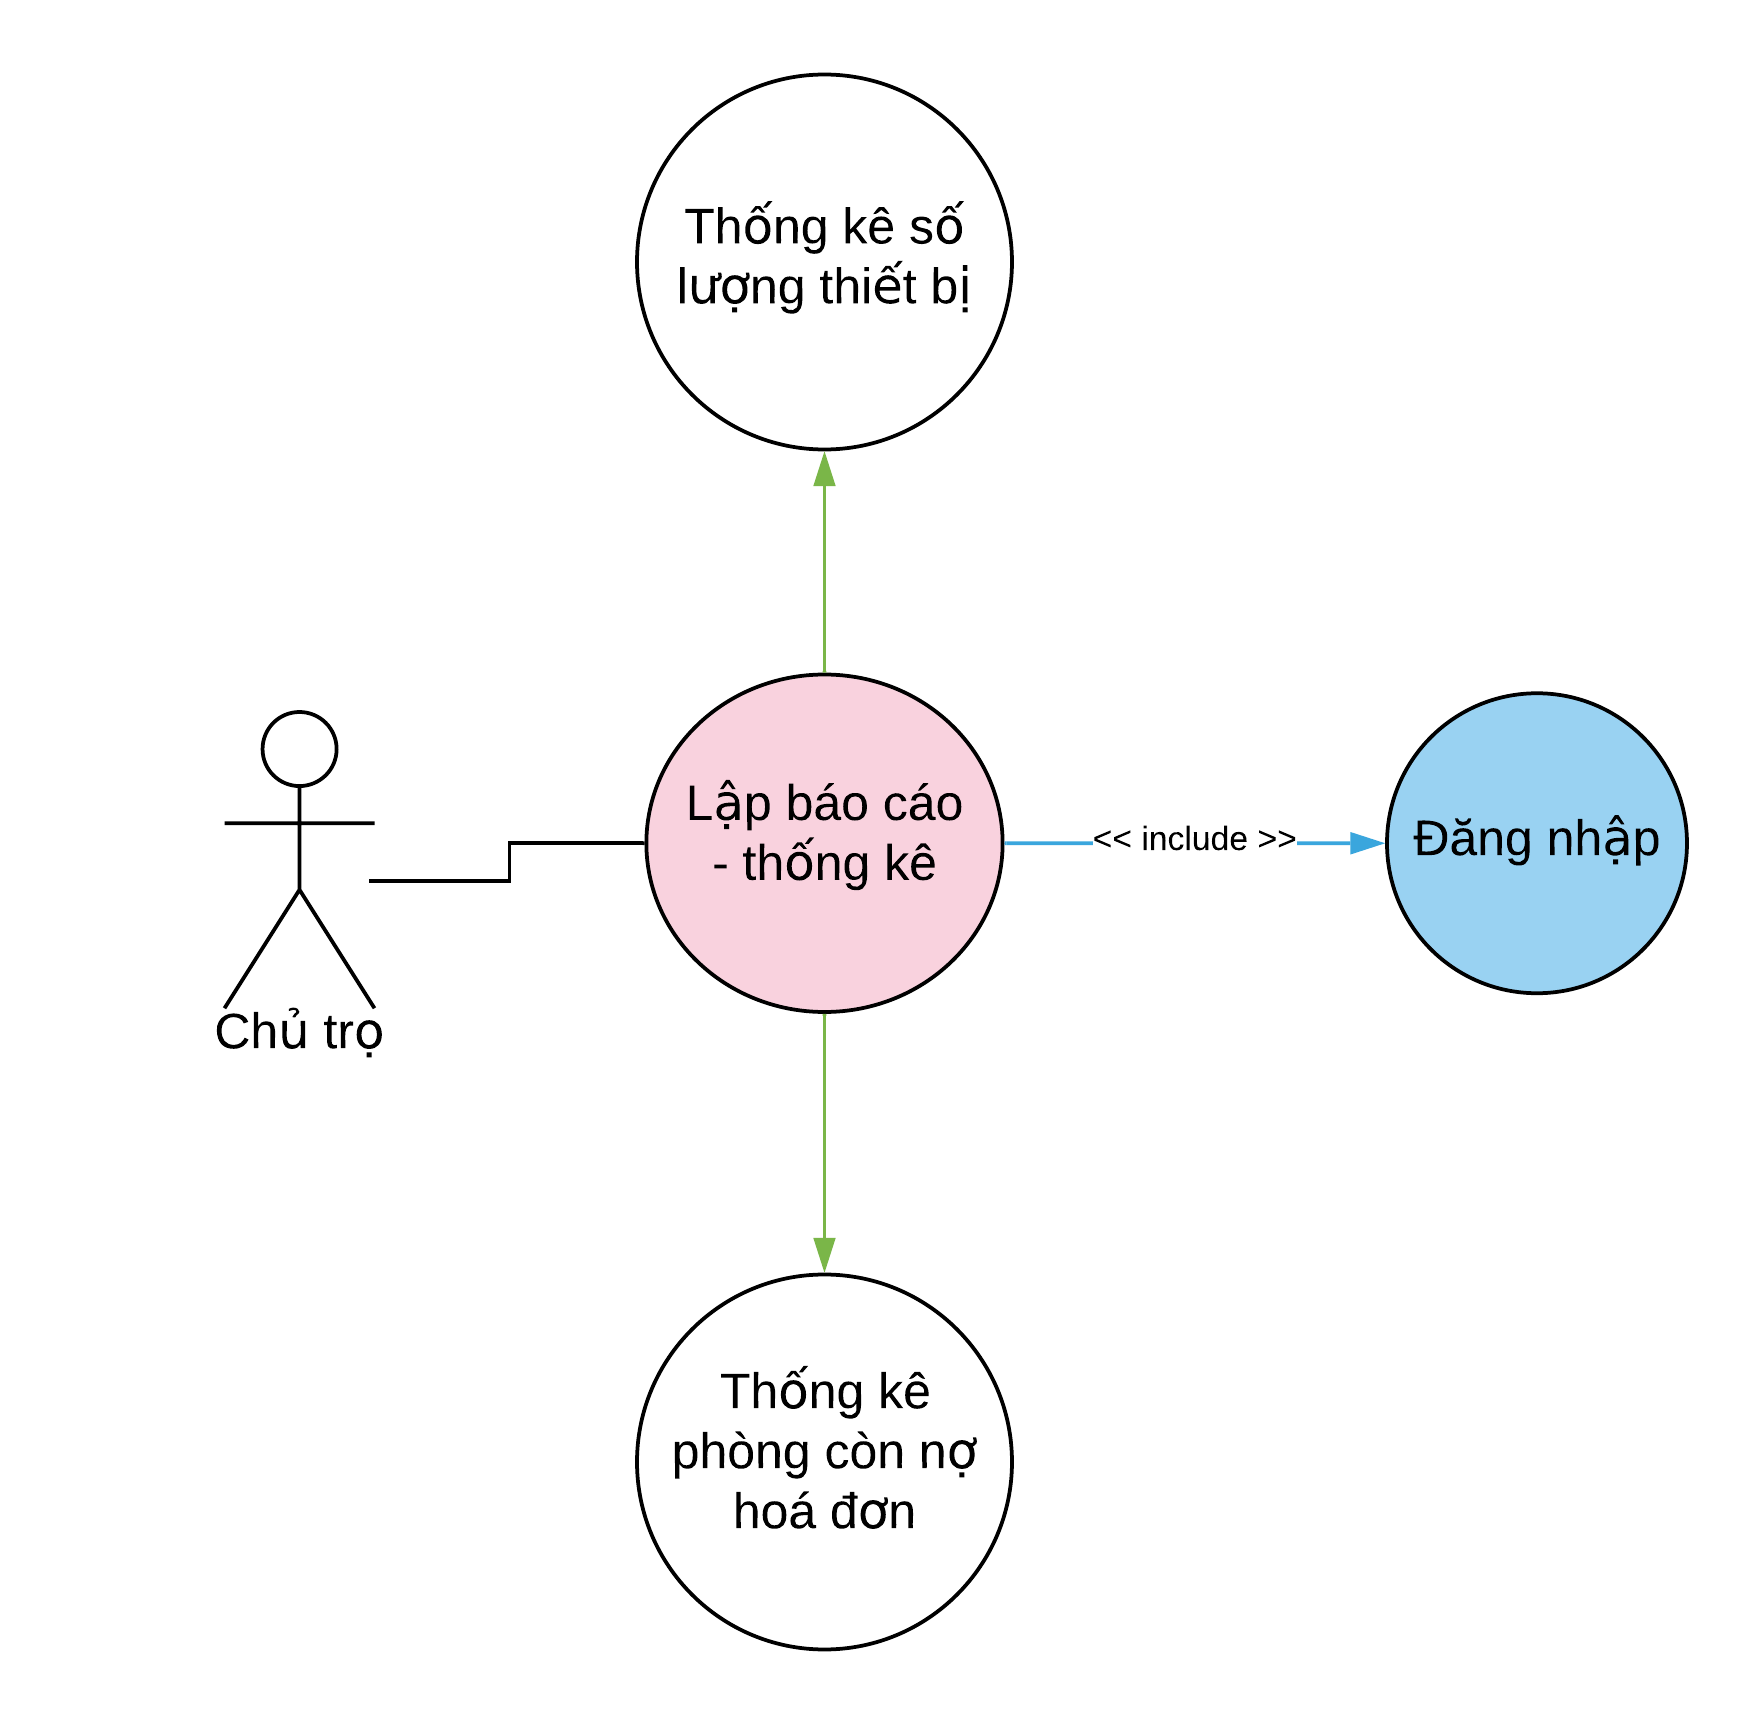 Thống kê số
lượng thiết bị
Lập báo cáo
- thống kê
<< include >>
Đăng nhập
Chủ trọ
Thống kê
phòng còn nợ
hoá đơn